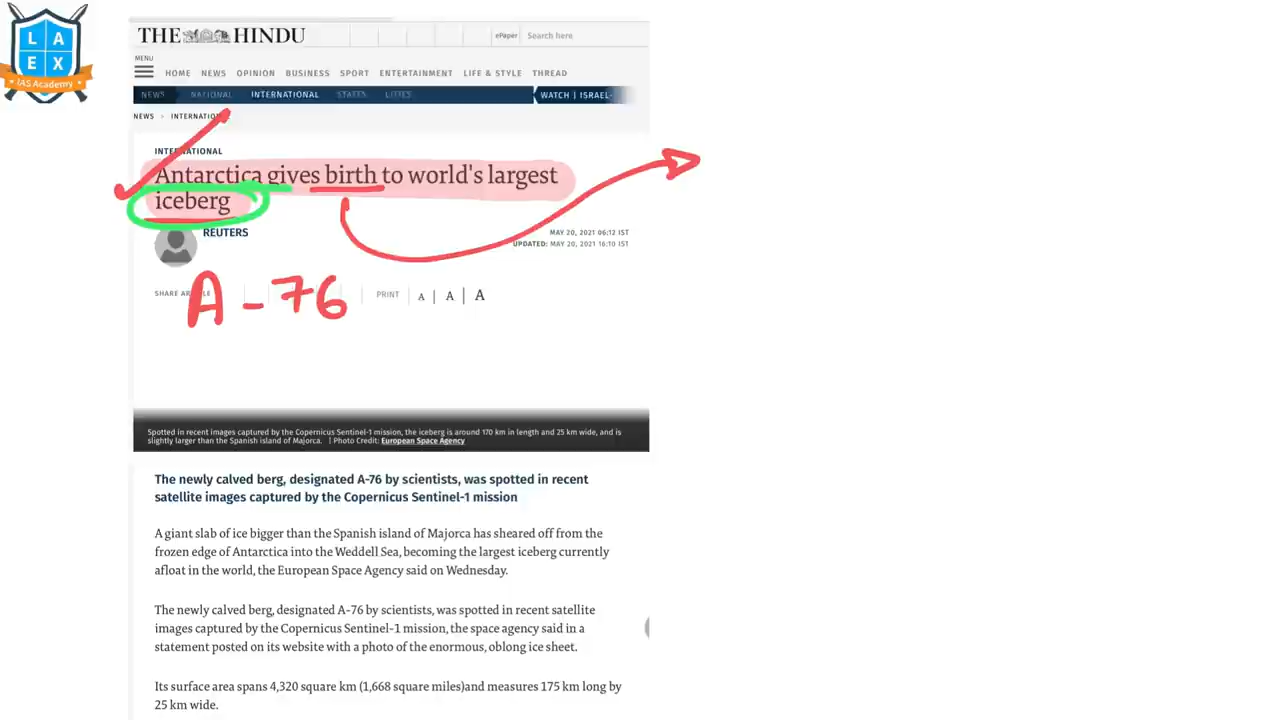 LA
EX
IAS Academy
THE HINDU
ePaper Search here
MENU
HOME NEWS OPINION BUSINESS SPORT ENTERTAINMENT LIFE & STYLE THREAD
NEWS NATIONAL INTERNATIONAL STATES CITIES WATCH | ISRAEL-
NEWS > INTERNATIONAL
INTERNATIONAL
Antarctica gives birth to world's largest
iceberg
REUTERS
MAY 20, 2021 06:12 IST
UPDATED: MAY 20, 2021 16:10 IST
A-76
SHARE ARTICLE PRINT A | A | A
Spotted in recent images captured by the Copernicus Sentinel-1 mission, the iceberg is around 170 km in length and 25 km wide, and is
slightly larger than the Spanish island of Majorca. | Photo Credit: European Space Agency
The newly calved berg, designated A-76 by scientists, was spotted in recent
satellite images captured by the Copernicus Sentinel-1 mission
A giant slab of ice bigger than the Spanish island of Majorca has sheared off from the
frozen edge of Antarctica into the Weddell Sea, becoming the largest iceberg currently
afloat in the world, the European Space Agency said on Wednesday.
The newly calved berg, designated A-76 by scientists, was spotted in recent satellite
images captured by the Copernicus Sentinel-1 mission, the space agency said in a
statement posted on its website with a photo of the enormous, oblong ice sheet.
Its surface area spans 4,320 square km (1,668 square miles)and measures 175 km long by
25 km wide.